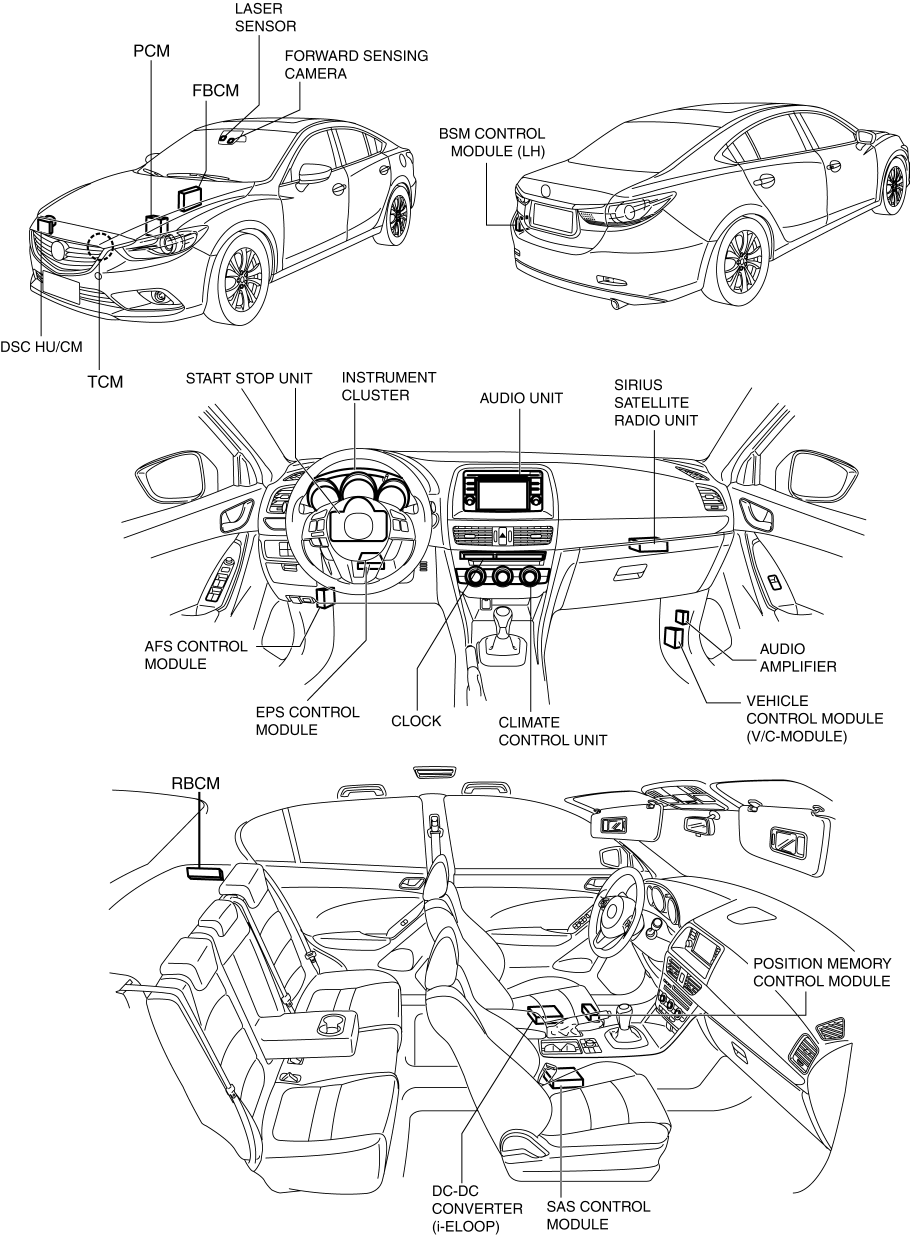 LASER
SENSOR
PCM
FORWARD SENSING
CAMERA
FBCM
BSM CONTROL
MODULE (LH)
DSC HU/CM
TCM
START STOP UNIT
INSTRUMENT
CLUSTER
AUDIO UNIT
SIRIUS
SATELLITE
RADIO UNIT
AFS CONTROL
MODULE
EPS CONTROL
MODULE
CLOCK
CLIMATE
CONTROL UNIT
AUDIO
AMPLIFIER
VEHICLE
CONTROL MODULE
(V/C-MODULE)
RBCM
POSITION MEMORY
CONTROL MODULE
DC-DC
CONVERTER
(i-ELOOP)
SAS CONTROL
MODULE